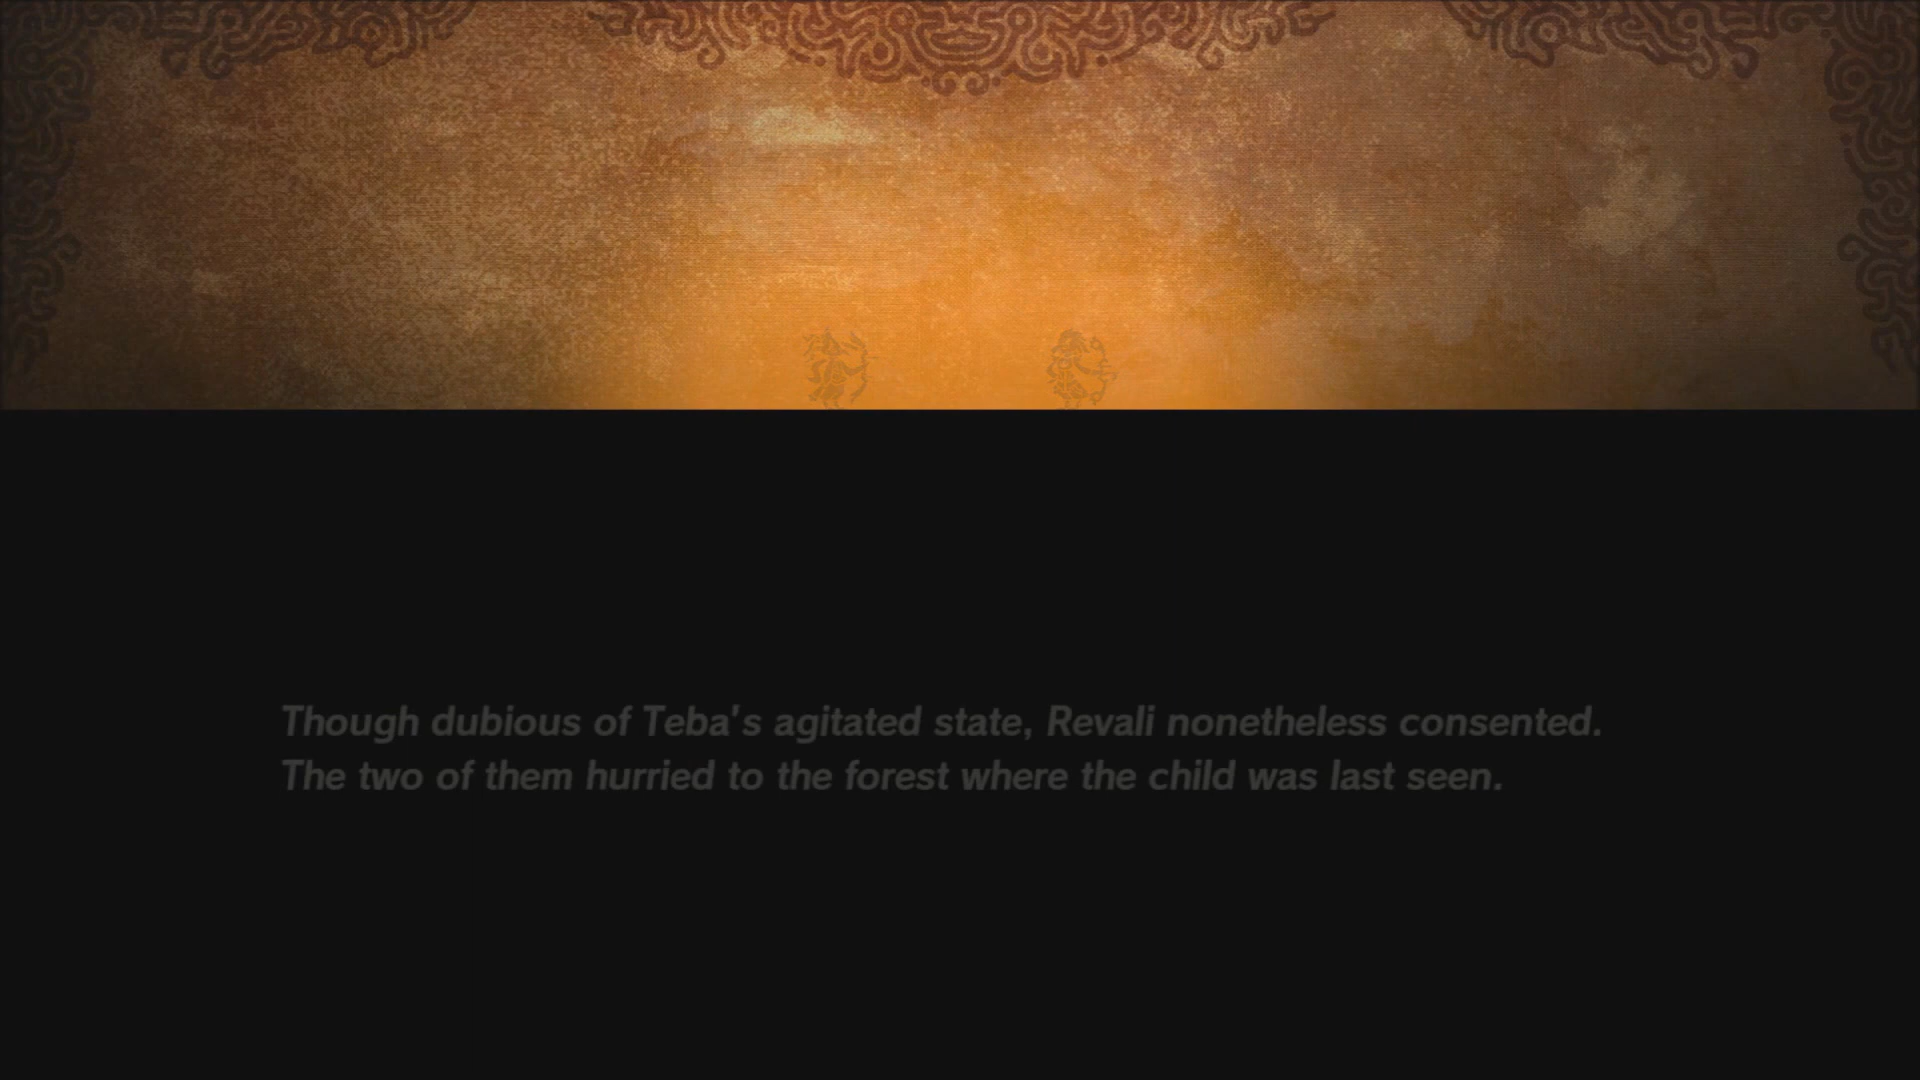 Though dubious of Teba's agitated state, Revali nonetheless consented.
The two of them hurried to the forest where the child was last seen.